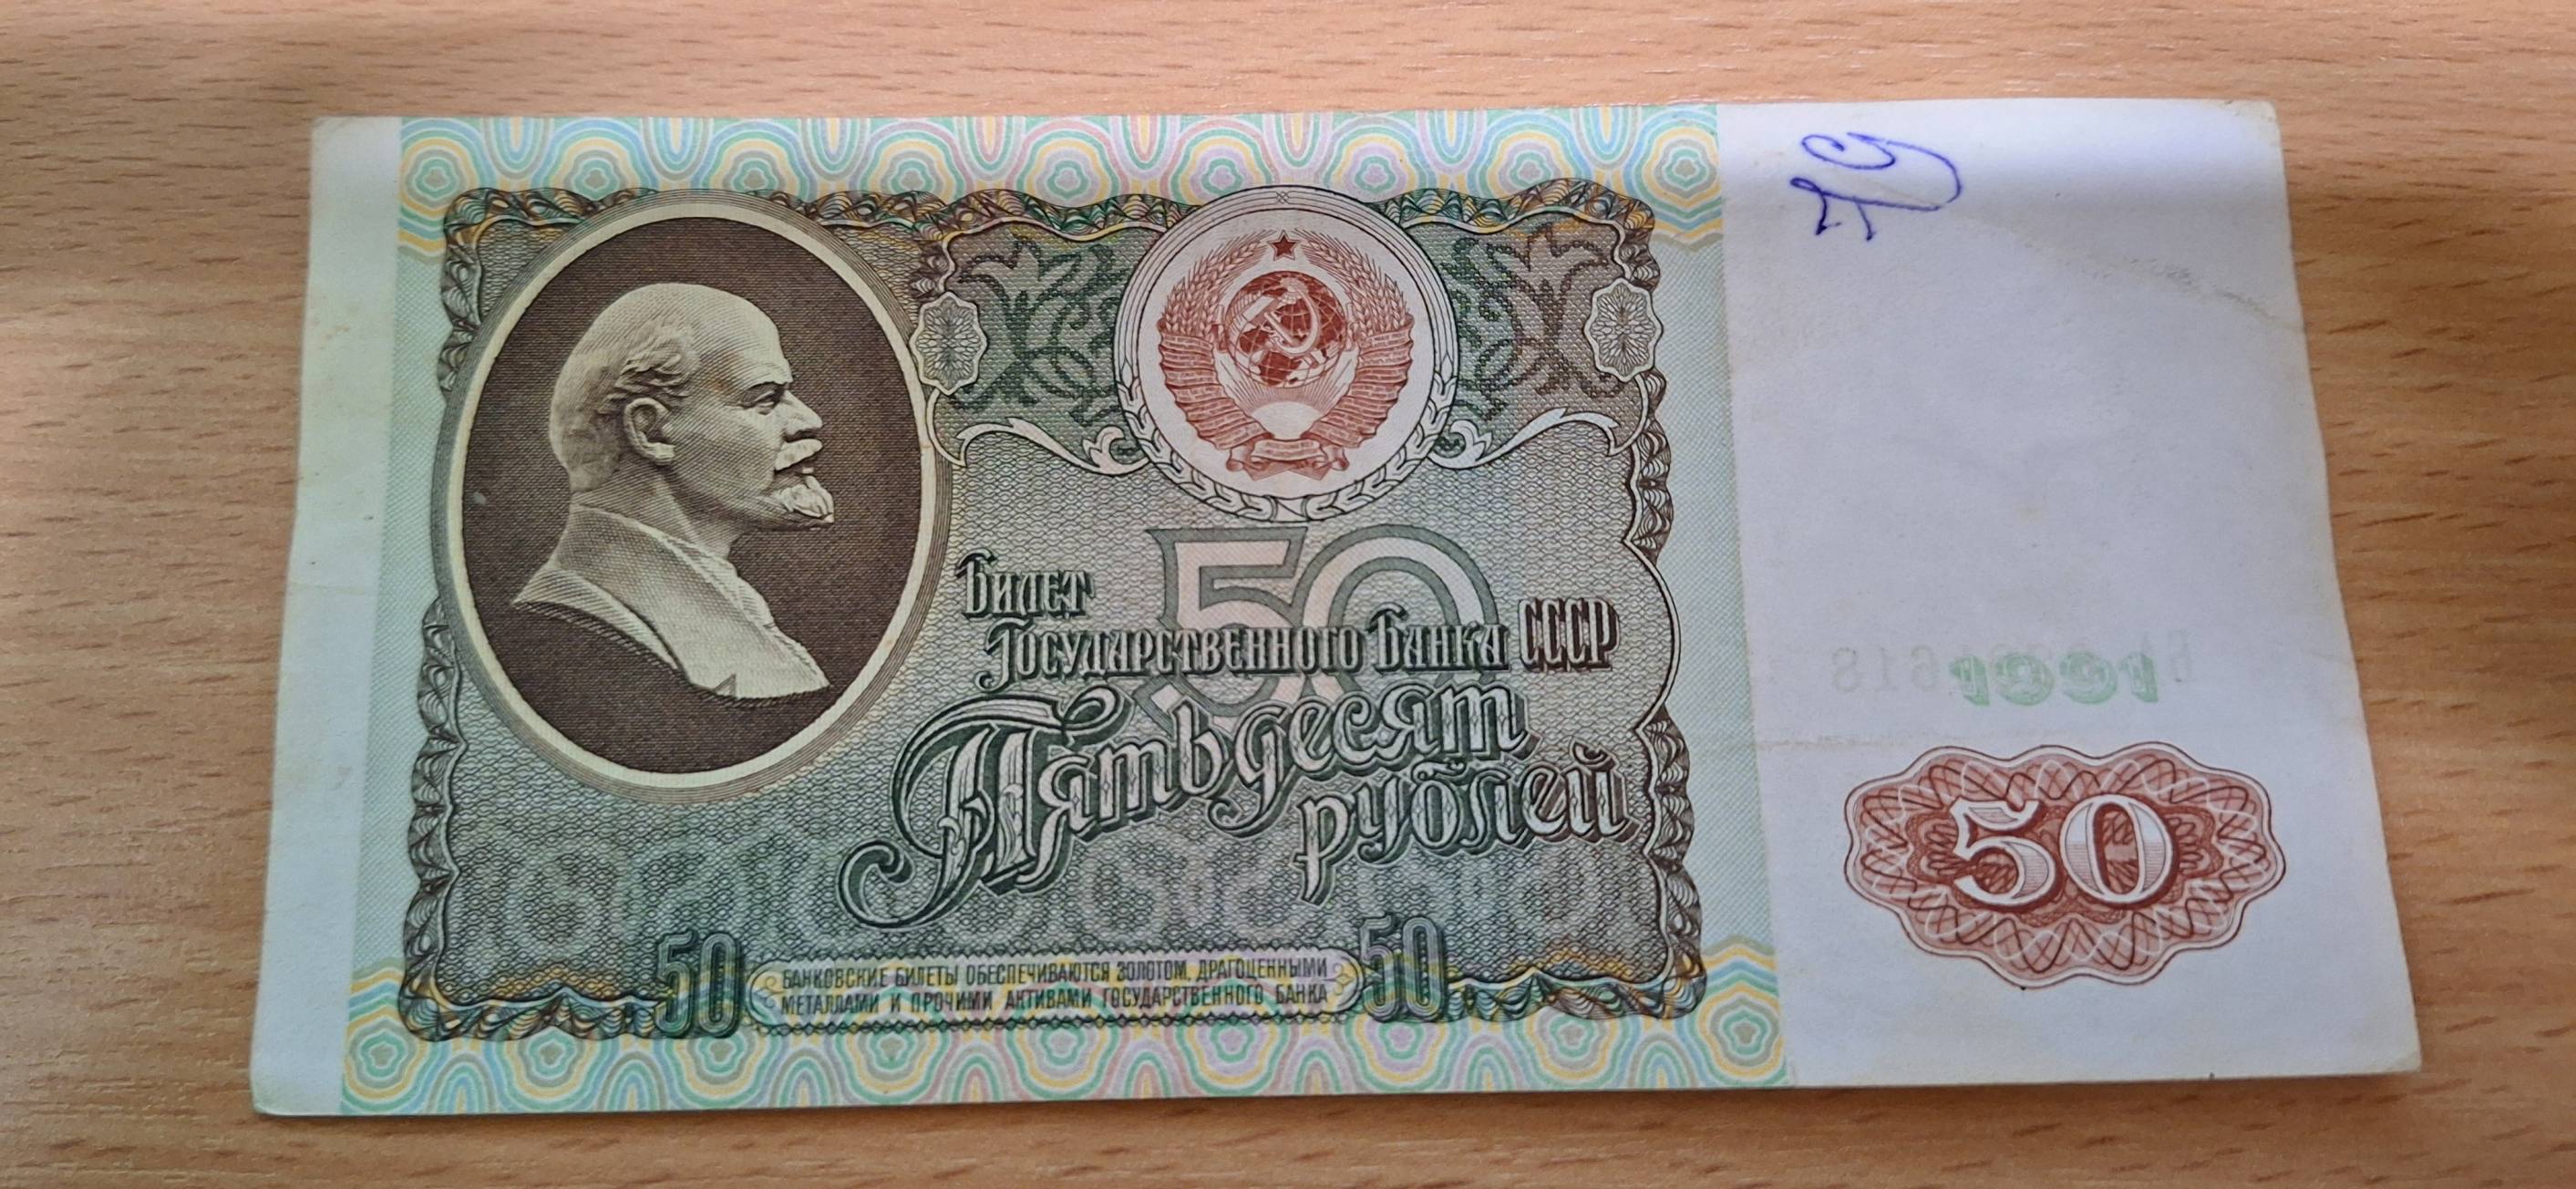 Билет
Государственного Банка СССР
50
Пятьдесят
рублей
50
БАНКОВСКИЕ БИЛЕТЫ ОБЕСПЕЧИВАЮТСЯ ЗОЛОТОМ, ДРАГОЦЕННЫМИ
МЕТАЛЛАМИ И ПРОЧИМИ АКТИВАМИ ГОСУДАРСТВЕННОГО БАНКА
50
1991
50